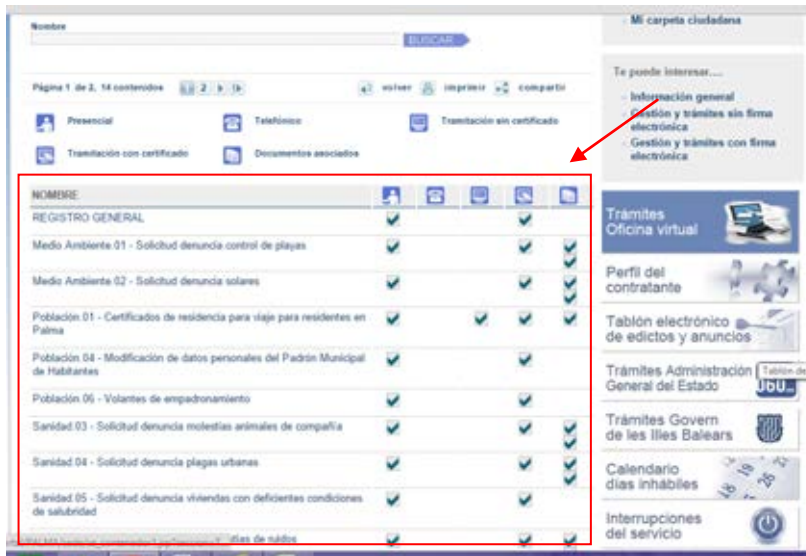 Nombre
BUSCAR
Página 1 de 2, 14 contenidos
2
volver
imprimir
compartir
Presencial
Telefónico
Tramitación sin certificado
Tramitación con certificado
Documentos asociados
NOMBRE
REGISTRO GENERAL
Medio Ambiente 01 - Solicitud denuncia control de playas
Medio Ambiente 02 - Solicitud denuncia solares
Población 01 - Certificados de residencia para viaje para residentes en
Palma
Población 04 - Modificación de datos personales del Padrón Municipal
de Habitantes
Población 06 - Volantes de empadronamiento
Sanidad 03 - Solicitud denuncia molestias animales de compañía
Sanidad 04 - Solicitud denuncia plagas urbanas
Sanidad 05 - Solicitud denuncia viviendas con deficientes condiciones
de salubridad
de ruidos
Mi carpeta ciudadana
Te puede interesar....
Información general
Gestión y trámites sin firma
electrónica
Gestión y trámites con firma
electrónica
Trámites
Oficina virtual
Perfil del
contratante
Tablón electrónico
de edictos y anuncios
Trámites Administración
General del Estado
060
Tablón de
Trámites Govern
de les Illes Balears
Calendario
días inhábiles
Interrupciones
del servicio